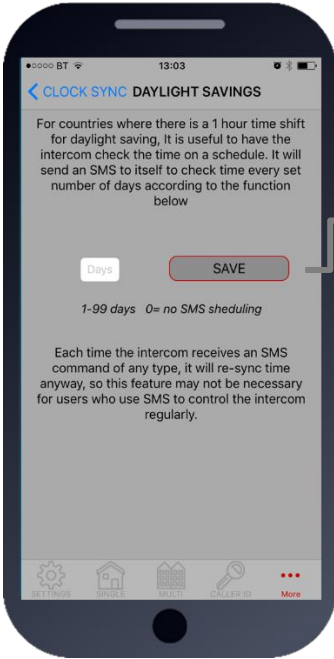 BT 13:03
CLOCK SYNC DAYLIGHT SAVINGS
For countries where there is a 1 hour time shift
for daylight saving, It is useful to have the
intercom check the time on a schedule. It will
send an SMS to itself to check time every set
number of days according to the function
below
Days SAVE
1-99 days 0= no SMS sheduling
Each time the intercom receives an SMS
command of any type, it will re-sync time
anyway, so this feature may not be necessary
for users who use SMS to control the intercom
regularly.
SETTINGS SINGLE MULTI CALLER ID More